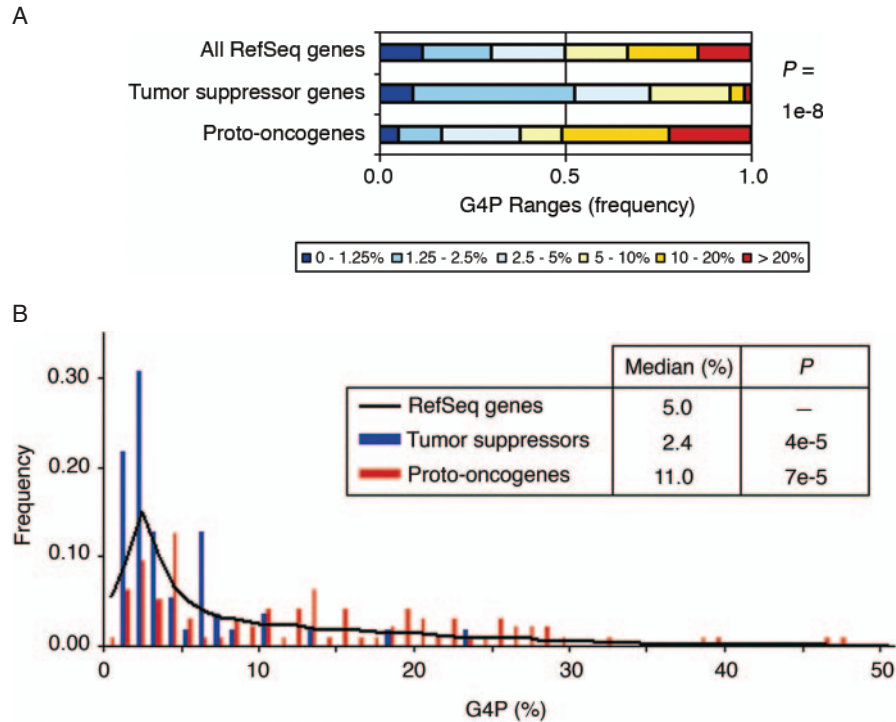 A
All RefSeq genes
Tumor suppressor genes
Proto-oncogenes
P =
1e-8
0.0 0.5 1.0
G4P Ranges (frequency)
0 - 1.25% 1.25 - 2.5% 2.5 - 5% 5 - 10% 10 - 20% > 20%
B
Median (%) P
RefSeq genes 5.0 –
Tumor suppressors 2.4 4e-5
Proto-oncogenes 11.0 7e-5
Frequency
0.30
0.20
0.10
0.00
0 10 20 30 40 50
G4P (%)